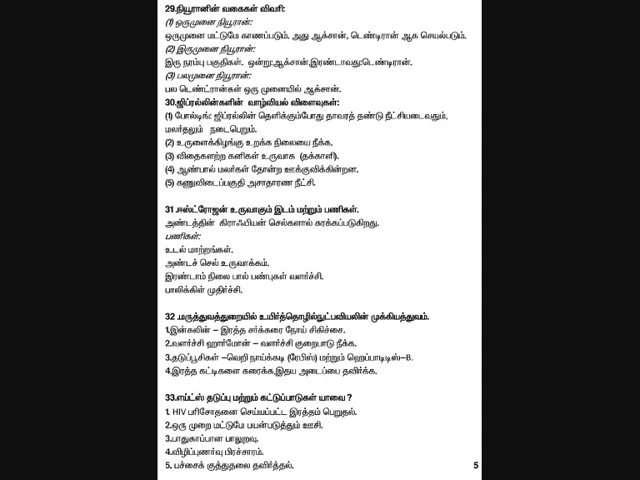 29.நியூரானின் வகைகள் விவரி:
(1) ஒருமுனை நியூரான்:
ஒருமுனை மட்டுமே காணப்படும். அது ஆக்சான், டெண்டிரான் ஆக செயல்படும்.
(2) இருமுனை நியூரான்:
இரு நரம்பு பகுதிகள். ஒன்று:ஆக்சான்,இரண்டாவது:டெண்டிரான்.
(3) பலமுனை நியூரான்:
பல டெண்ட்ரான்கள் ஒரு முனையில் ஆக்சான்.
30.ஜிப்ரல்லின்களின் வாழ்வியல் விளைவுகள்:
(1) போல்டிங்: ஜிப்ரல்லின் தெளிக்கும்போது தாவரத் தண்டு நீட்சியடைவதும்,
மலர்தலும் நடைபெறும்.
(2) உருளைக்கிழங்கு உறக்க நிலையை நீக்க.
(3) விதைகளற்ற கனிகள் உருவாக (தக்காளி).
(4) ஆண்பால் மலர்கள் தோன்ற ஊக்குவிக்கின்றன.
(5) கணுவிடைப்பகுதி அசாதாரண நீட்சி.
31.ஈஸ்ட்ரோஜன் உருவாகும் இடம் மற்றும் பணிகள்.
அண்டத்தின் கிராஃபியன் செல்களால் சுரக்கப்படுகிறது.
பணிகள்:
உடல் மாற்றங்கள்.
அண்டச் செல் உருவாக்கம்.
இரண்டாம் நிலை பால் பண்புகள் வளர்ச்சி.
பாலிக்கிள் முதிர்ச்சி.
32 .மருத்துவத்துறையில் உயிர்த்தொழில்நுட்பவியலின் முக்கியத்துவம்.
1.இன்சுலின் – இரத்த சர்க்கரை நோய் சிகிச்சை.
2.வளர்ச்சி ஹார்மோன் – வளர்ச்சி குறைபாடு நீக்க.
3.தடுப்பூசிகள் –வெறி நாய்க்கடி (ரேபிஸ்) மற்றும் ஹெப்பாடிடிஸ்–B.
4.இரத்த கட்டிகளை கரைக்க,இதய அடைப்பை தவிர்க்க.
33.எய்ட்ஸ் தடுப்பு மற்றும் கட்டுப்பாடுகள் யாவை ?
1. HIV பரிசோதனை செய்யப்பட்ட இரத்தம் பெறுதல்.
2.ஒரு முறை மட்டுமே பயன்படுத்தும் ஊசி.
3.பாதுகாப்பான பாலுறவு.
4.விழிப்புணர்வு பிரச்சாரம்.
5. பச்சைக் குத்துதலை தவிர்த்தல்.
5